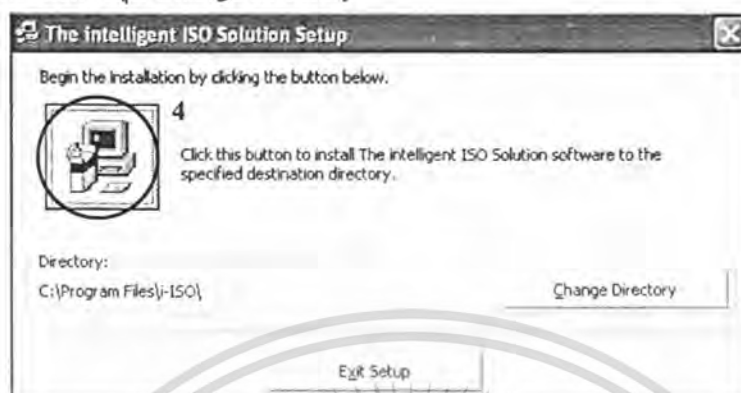 The intelligent ISO Solution Setup
Begin the Installation by clicking the button below.
4
Click this button to install The intelligent ISO Solution software to the
specified destination directory.
Directory:
C:\Program Files\i-ISO\
Change Directory
Exit Setup